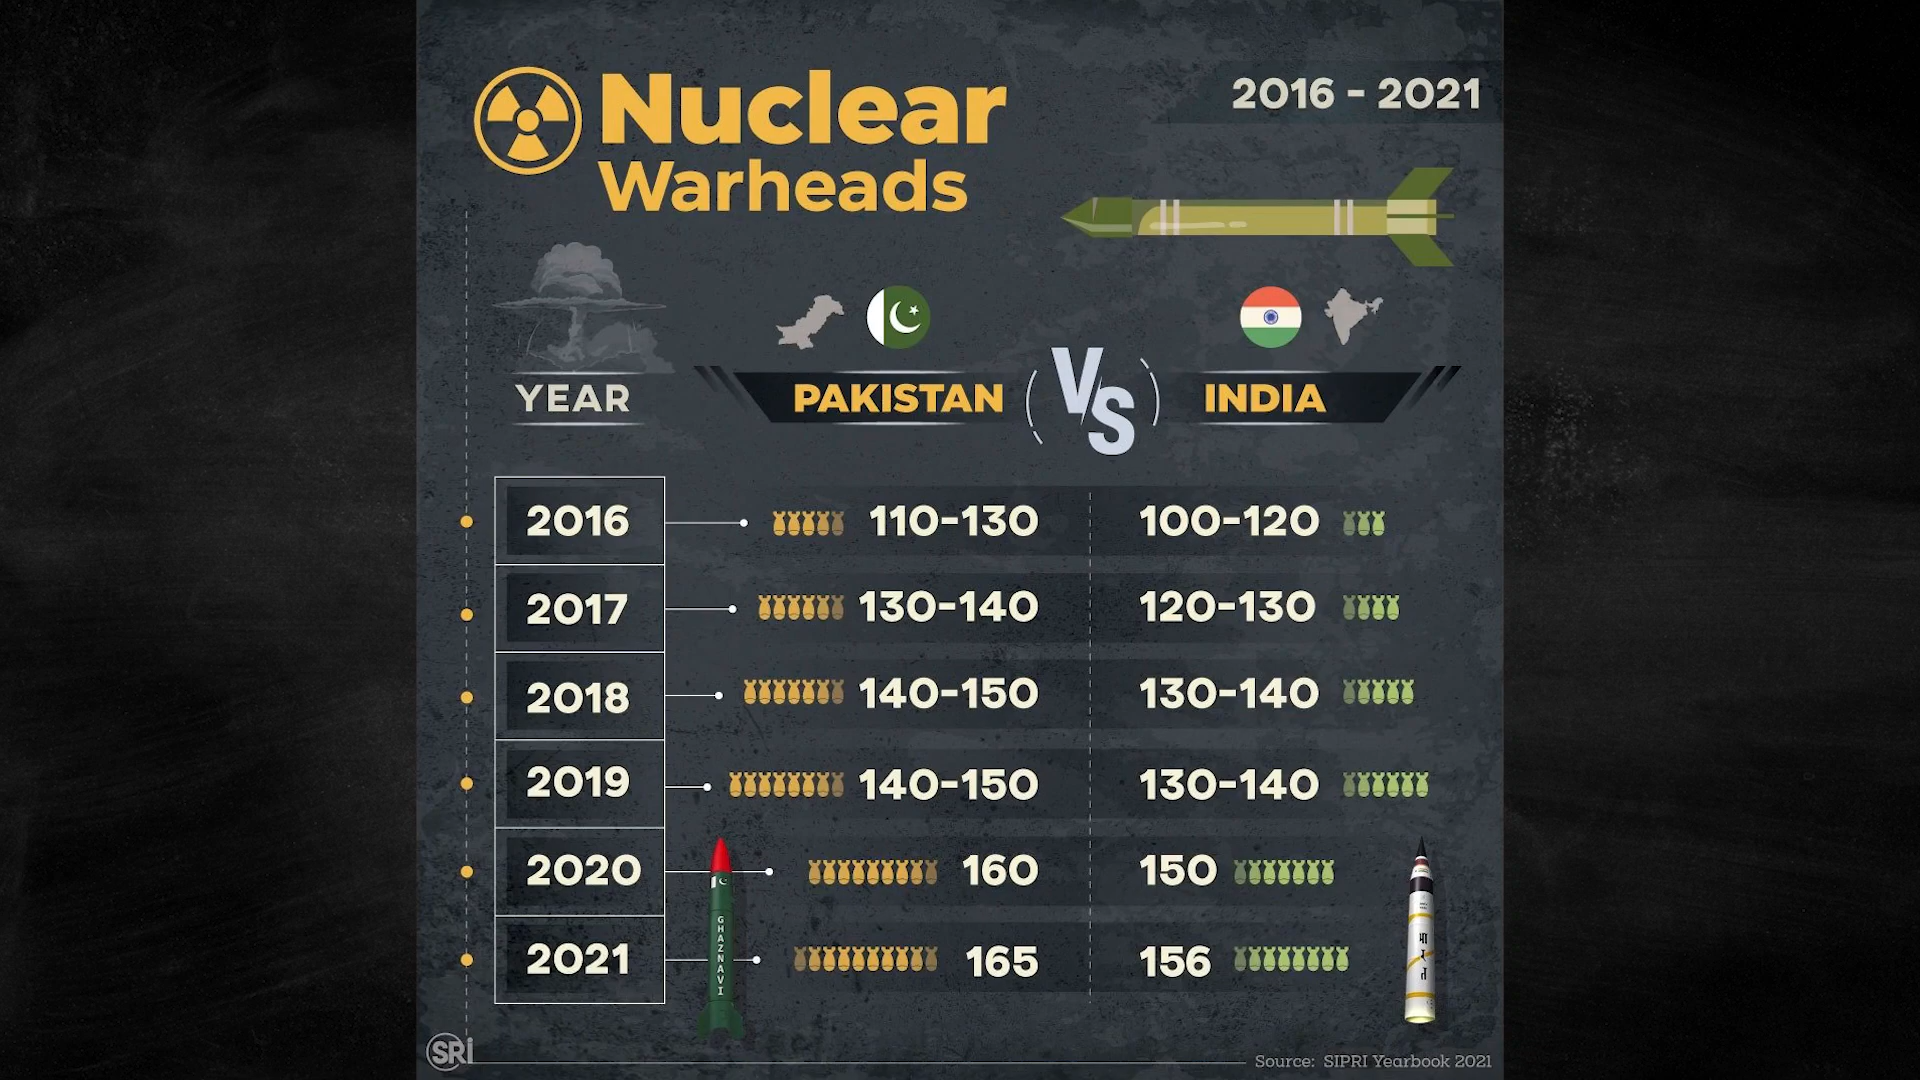 Nuclear
Warheads
2016 - 2021
YEAR
PAKISTAN
VS
INDIA
2016 110-130 100-120
2017 130-140 120-130
2018 140-150 130-140
2019 140-150 130-140
2020 160 150
2021 165 156
GHAZNAVI
SRI
Source: SIPRI Yearbook 2021